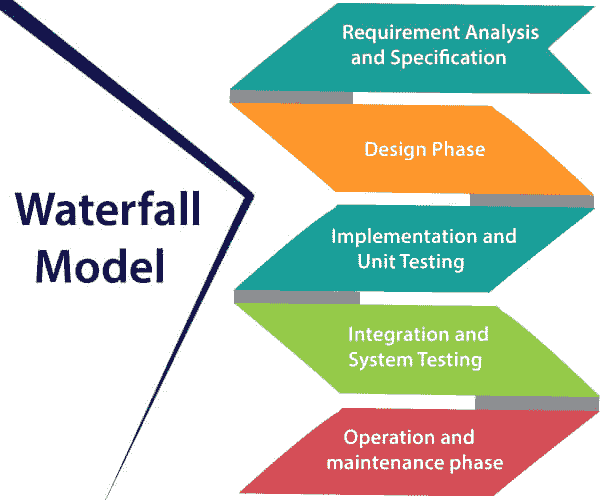 Waterfall
Model
Requirement Analysis
and Specification
Design Phase
Implementation and
Unit Testing
Integration and
System Testing
Operation and
maintenance phase